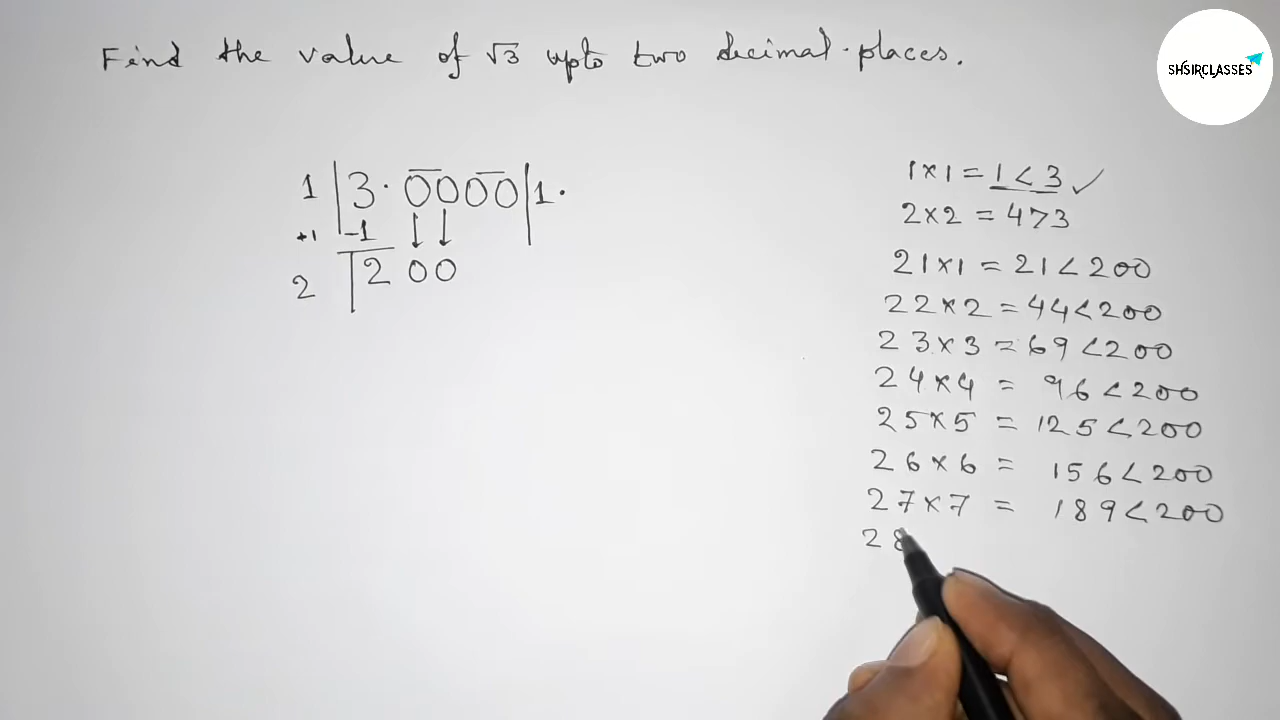 Find the value of √3 upto two decimal places.
SHSIRCLASSES
1 | 3.0000 | 1.
+1 -1
2 | 200
1×1 = 1 < 3 ✓
2×2 = 4 > 3
21×1 = 21 < 200
22×2 = 44 < 200
23×3 = 69 < 200
24×4 = 96 < 200
25×5 = 125 < 200
26×6 = 156 < 200
27×7 = 189 < 200
28